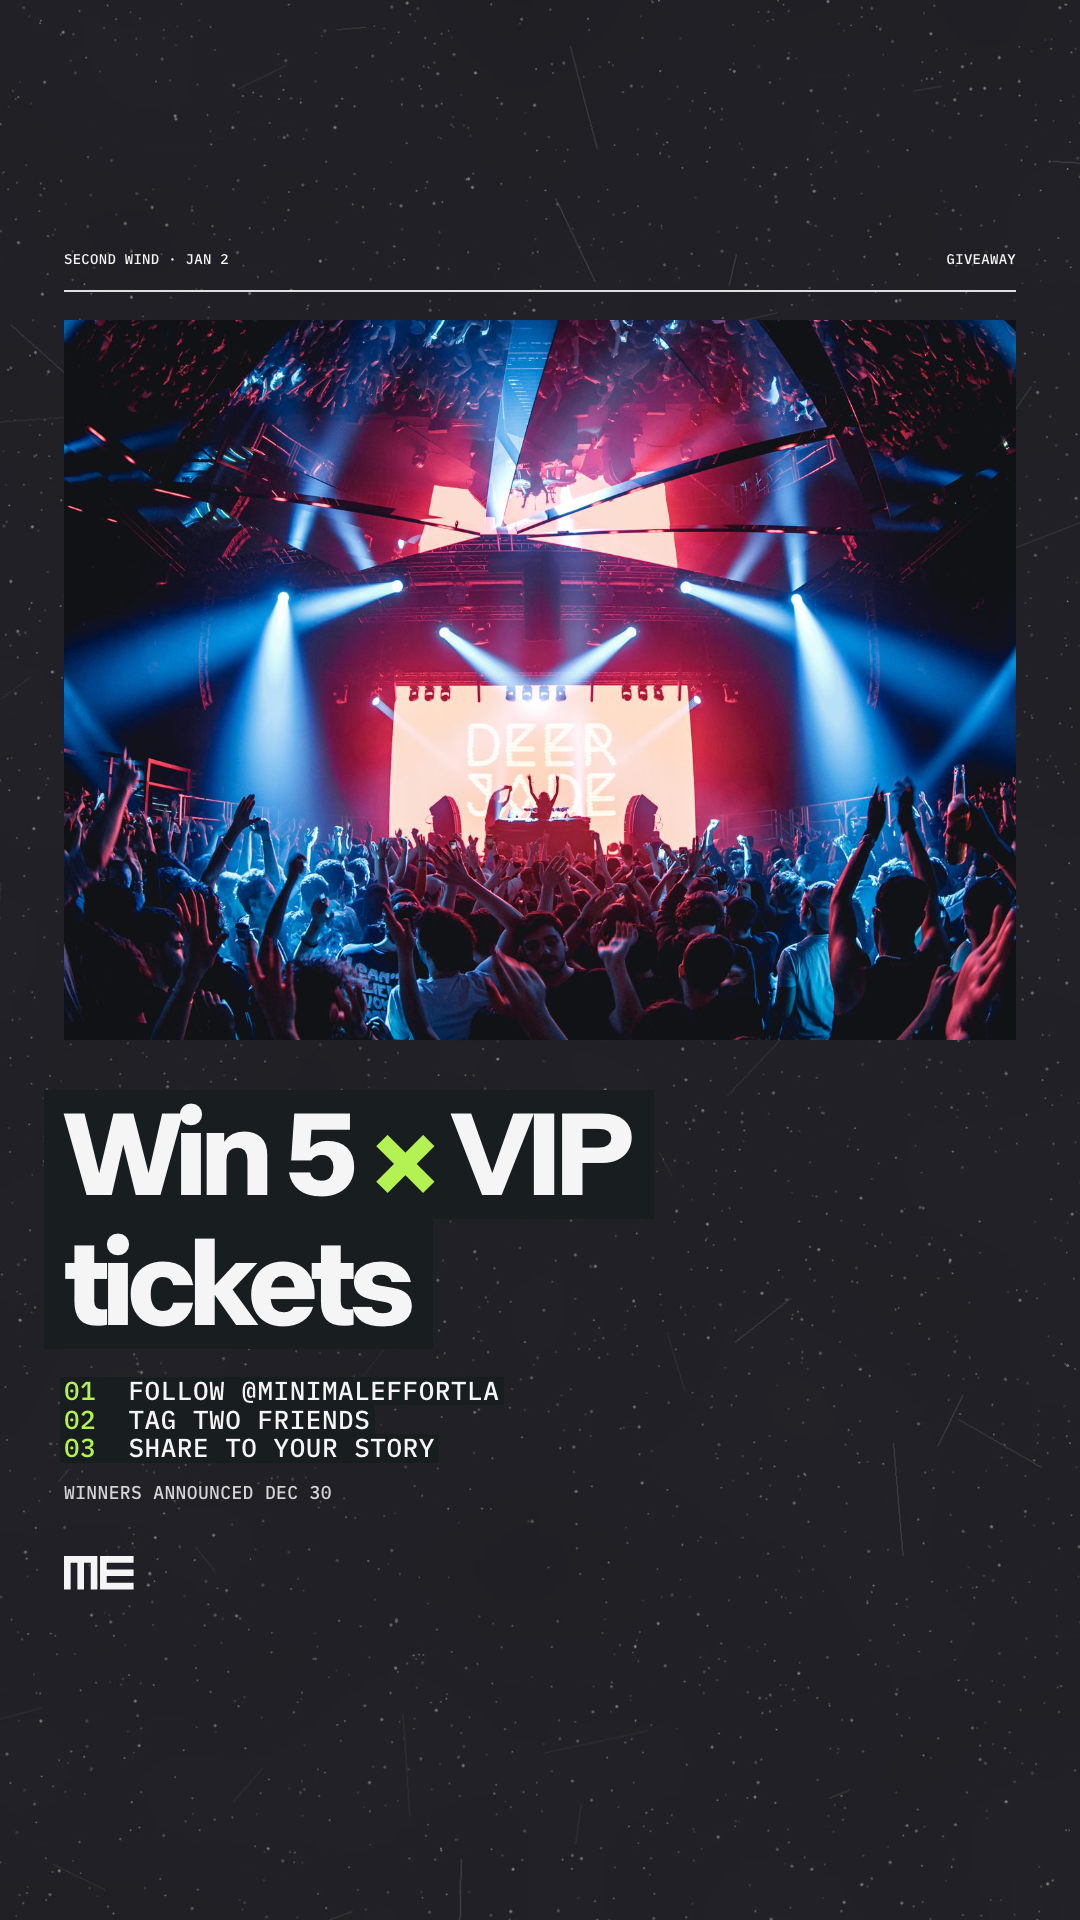 SECOND WIND · JAN 2
GIVEAWAY
DEER
JADE
Win 5 × VIP
tickets
01 FOLLOW @MINIMALEFFORTLA
02 TAG TWO FRIENDS
03 SHARE TO YOUR STORY
WINNERS ANNOUNCED DEC 30
ME